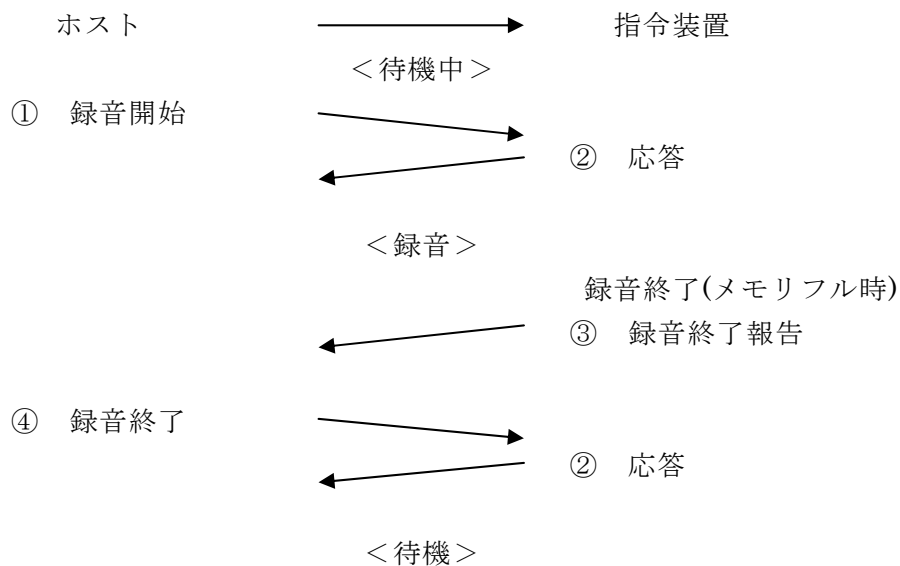 ホスト 指令装置
＜待機中＞
① 録音開始
② 応答
＜録音＞
録音終了(メモリフル時)
③ 録音終了報告
④ 録音終了
② 応答
＜待機＞